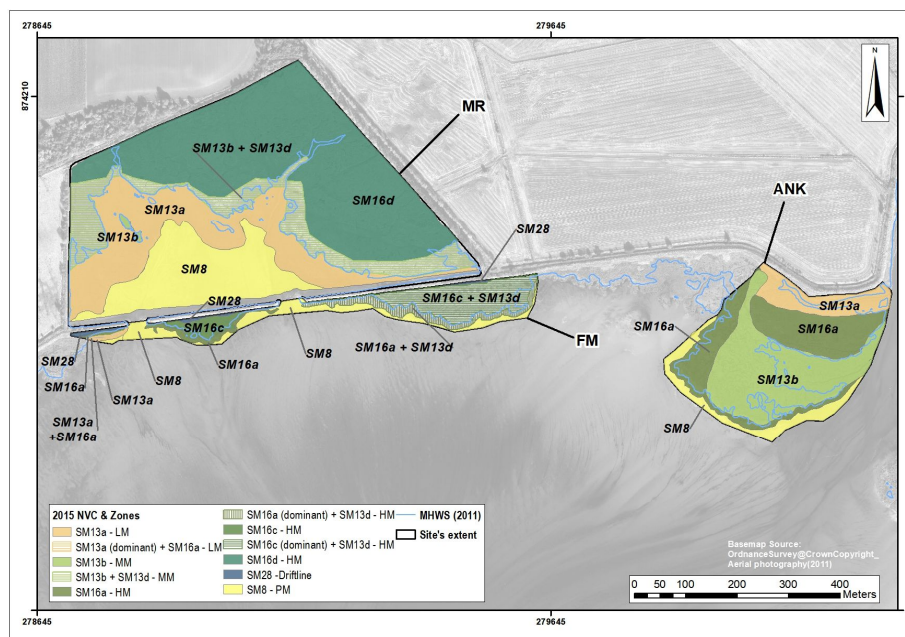 278645
279645
N
874210
MR
SM13b + SM13d
ANK
SM16d
SM13a
SM28
SM13b
SM8
SM28
SM16c + SM13d
SM13a
SM16a
SM16c
SM16a
FM
SM16a + SM13d
SM28
SM8
SM16a
SM8
SM13b
SM16a
SM13a
SM8
SM13a
+SM16a
2015 NVC & Zones
SM13a - LM
SM13a (dominant) + SM16a - LM
SM13b - MM
SM13b + SM13d - MM
SM16a - HM
SM16a (dominant) + SM13d - HM
SM16c - HM
SM16c (dominant) + SM13d - HM
SM16d - HM
SM28 -Driftline
SM8 - PM
MHWS (2011)
Site's extent
Basemap Source:
OrdnanceSurvey@CrownCopyright_
Aerial photography(2011)
0 50 100 200 300 400
Meters
278645
279645